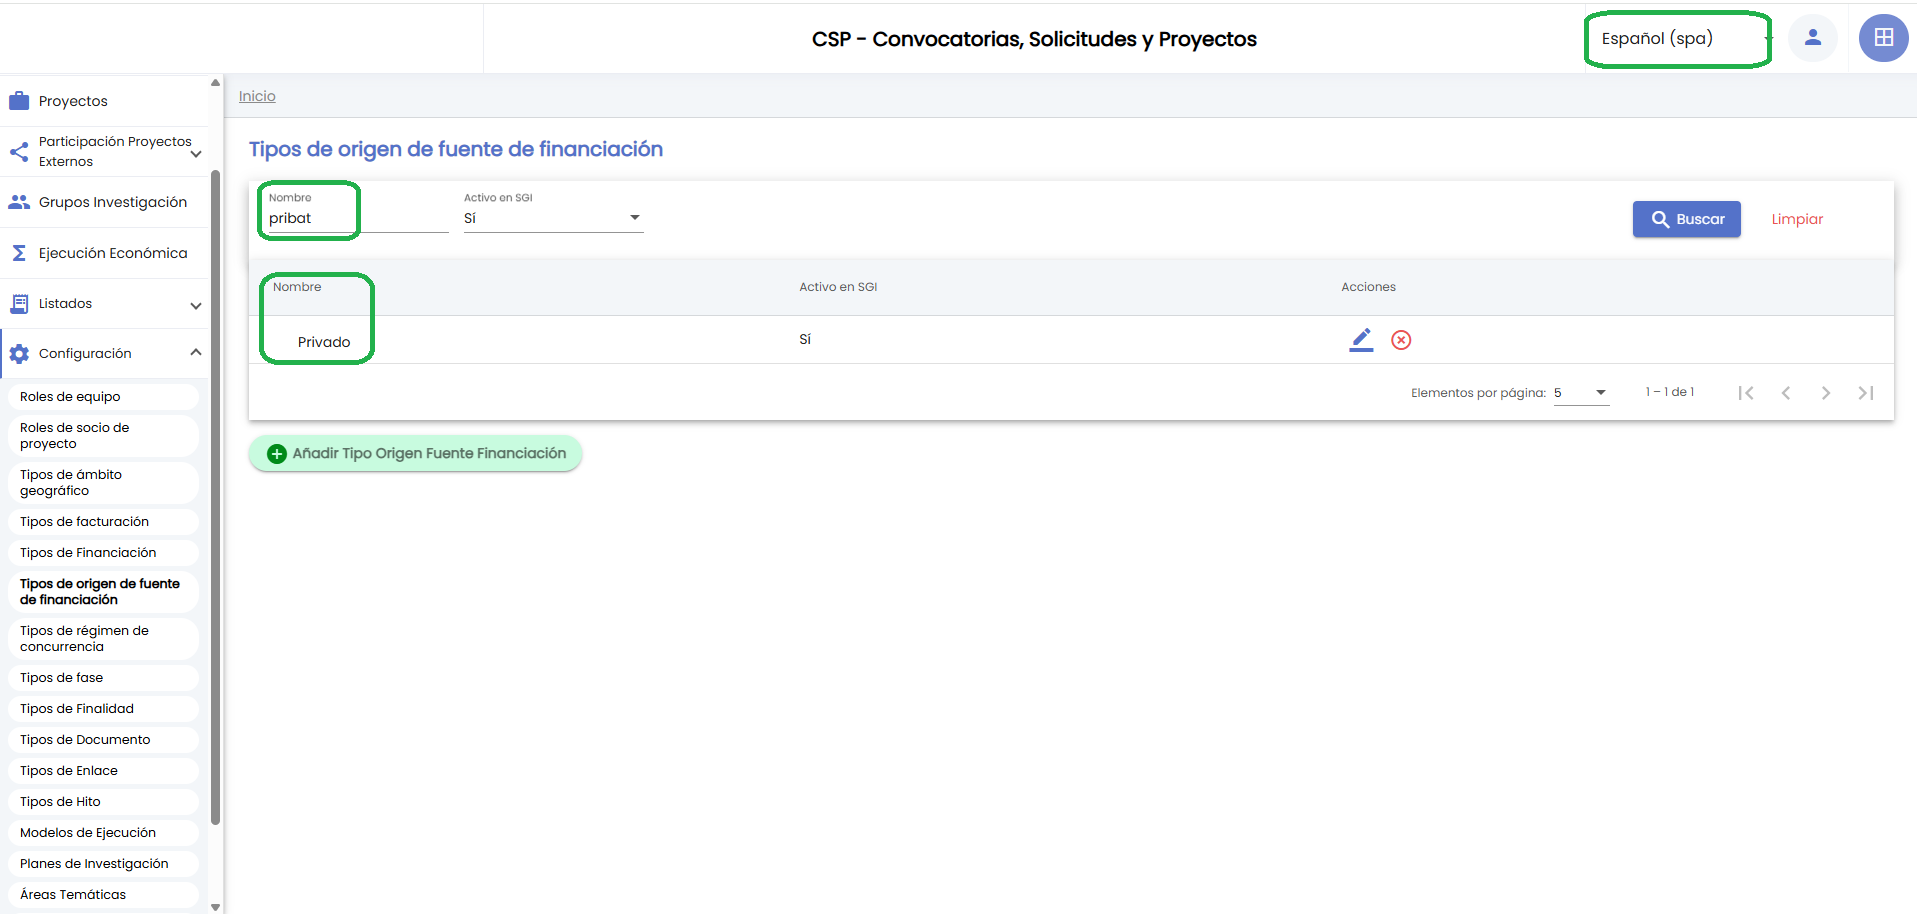 CSP - Convocatorias, Solicitudes y Proyectos
Español (spa)
Proyectos
Participación Proyectos
Externos
Grupos Investigación
Ejecución Económica
Listados
Configuración
Roles de equipo
Roles de socio de
proyecto
Tipos de ámbito
geográfico
Tipos de facturación
Tipos de Financiación
Tipos de origen de fuente
de financiación
Tipos de régimen de
concurrencia
Tipos de fase
Tipos de Finalidad
Tipos de Documento
Tipos de Enlace
Tipos de Hito
Modelos de Ejecución
Planes de Investigación
Áreas Temáticas
Inicio
Tipos de origen de fuente de financiación
Nombre Activo en SGI
pribat Sí
Buscar Limpiar
Nombre Activo en SGI Acciones
Privado Sí
Elementos por página: 5 1 – 1 de 1
Añadir Tipo Origen Fuente Financiación